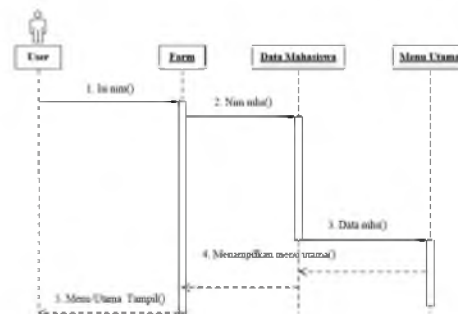 User
Form
Data Mahasiswa
Menu Utama
1. Isi nim()
2. Nim mhs()
3. Data mhs()
4. Menampilkan menu utama()
5. Menu Utama Tampil()